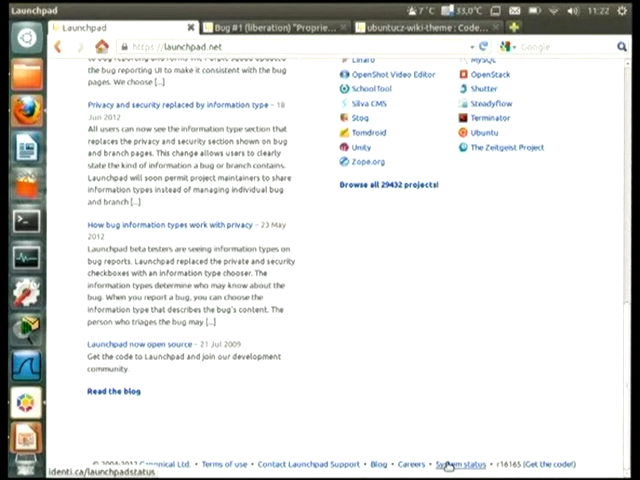 Launchpad
7°C
33,0°C
11:22
Launchpad
Bug #1 (liberation) "Proprie...
ubuntucz-wiki-theme : Code...
https://launchpad.net
Google
the bug reporting UI to make it consistent with the bug
pages. We choose [...]
Privacy and security replaced by information type – 18
Jun 2012
All users can now see the information type section
that replaces the privacy and security section shown on bug
and branch pages. This change allows users to clearly
state the kind of information a bug or branch contains.
Launchpad will soon permit project maintainers to share
information types instead of managing individual bug
and branch [...]
How bug information types work with privacy – 23 May
2012
Launchpad beta testers are seeing information types on
bug reports. Launchpad replaced the private and security
checkboxes with an information type chooser. The
information types determine who may know about the
bug. When you report a bug, you can choose the
information type that describes the bug's content. The
person who triages the bug may [...]
Launchpad now open source – 21 Jul 2009
Get the code to Launchpad and join our development
community.
Read the blog
Linaro
OpenShot Video Editor
SchoolTool
Silva CMS
Stoq
Tomdroid
Unity
Zope.org
MySQL
OpenStack
Shutter
Steadyflow
Terminator
Ubuntu
The Zeitgeist Project
Browse all 29432 projects!
© 2004-2012 Canonical Ltd. • Terms of use • Contact Launchpad Support • Blog • Careers • System status • r16165 (Get the code!)
identi.ca/launchpadstatus